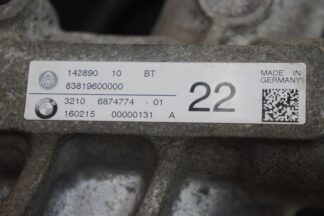 142890 10 BT
83819600000
3210 6874774 - 01
160215 00000131 A
22
MADE IN
GERMANY